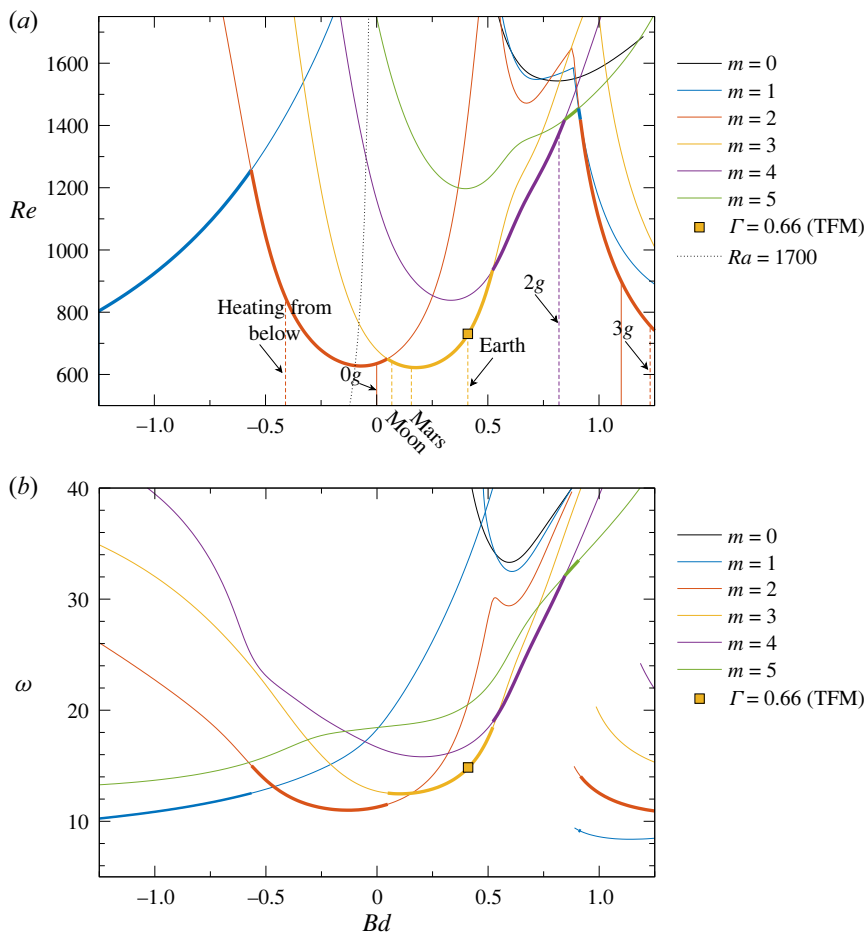 (a)
1600
1400
1200
1000
800
600
Re
Heating from
below
0g
Moon
Mars
Earth
2g
3g
−1.0
−0.5
0
0.5
1.0
m = 0
m = 1
m = 2
m = 3
m = 4
m = 5
Γ = 0.66 (TFM)
Ra = 1700
(b)
40
30
20
10
ω
−1.0
−0.5
0
0.5
1.0
Bd
m = 0
m = 1
m = 2
m = 3
m = 4
m = 5
Γ = 0.66 (TFM)